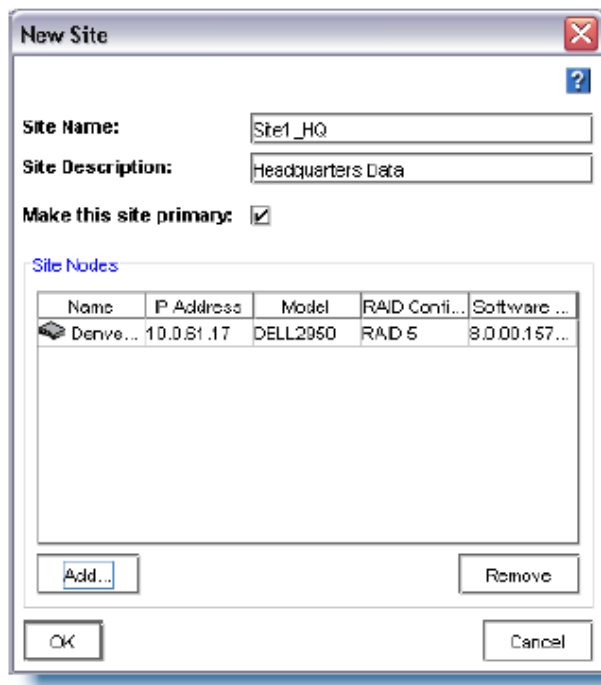 New Site
?
Site Name: Site1_HQ
Site Description: Headquarters Data
Make this site primary:
Site Nodes
Name IP Address Model RAID Confi... Software ...
Denve... 10.0.61.17 DELL2950 RAID 5 8.0.00.157...
Add... Remove
OK Cancel